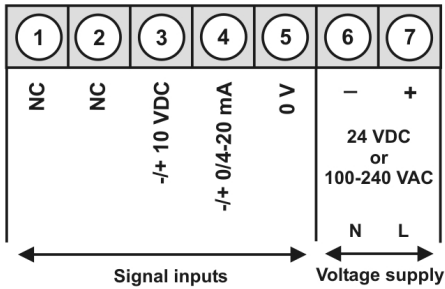 1 2 3 4 5 6 7
NC
NC
-/+ 10 VDC
-/+ 0/4-20 mA
0 V
– +
24 VDC
or
100-240 VAC
N L
Signal inputs
Voltage supply